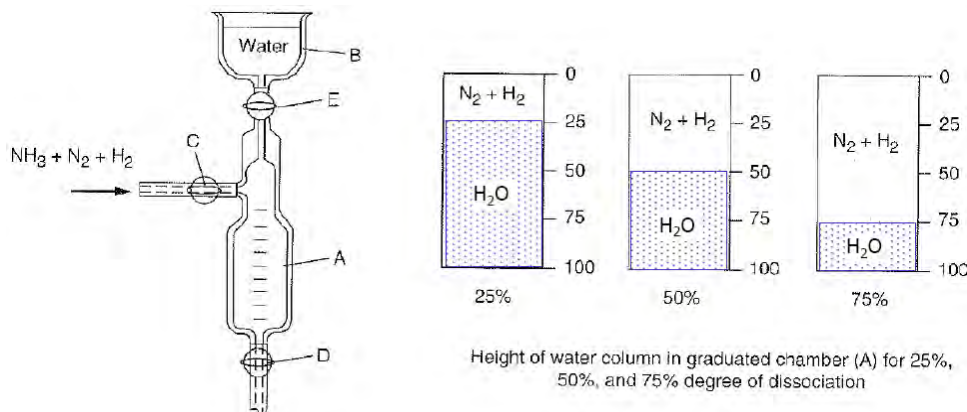 Water
B
E
C
NH₃ + N₂ + H₂
A
D
N₂ + H₂
H₂O
0
25
50
75
100
25%
N₂ + H₂
H₂O
0
25
50
75
100
50%
N₂ + H₂
H₂O
0
25
50
75
100
75%
Height of water column in graduated chamber (A) for 25%,
50%, and 75% degree of dissociation